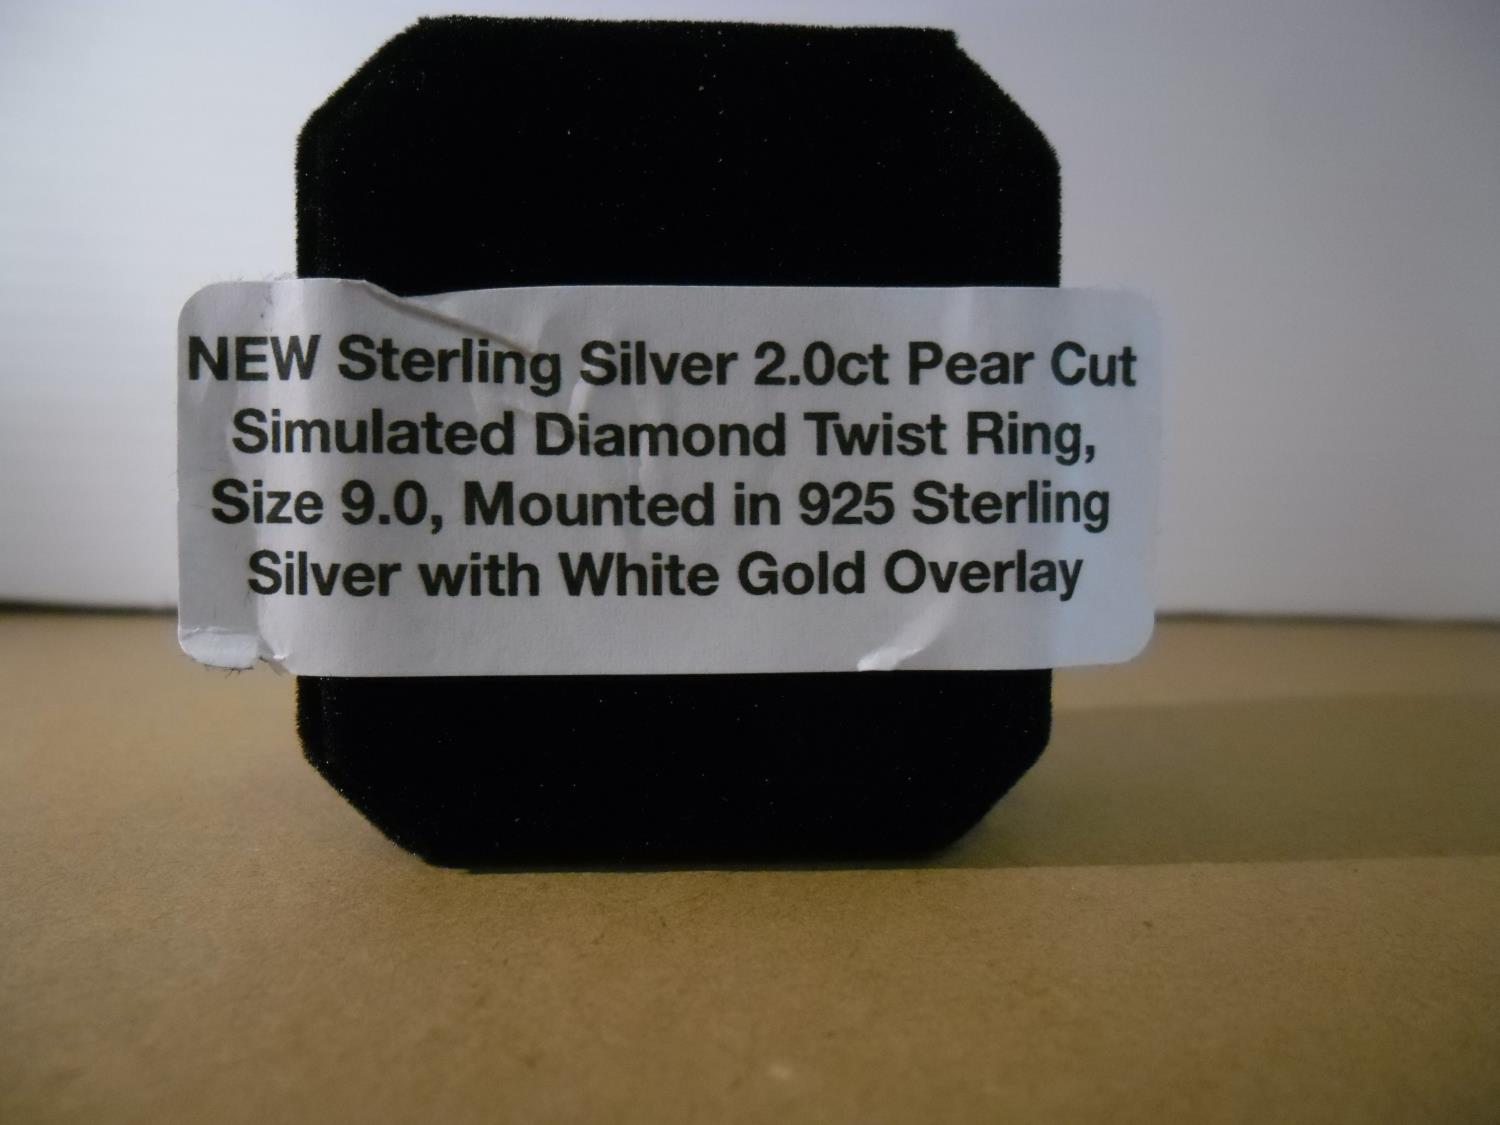 NEW Sterling Silver 2.0ct Pear Cut
Simulated Diamond Twist Ring,
Size 9.0, Mounted in 925 Sterling
Silver with White Gold Overlay